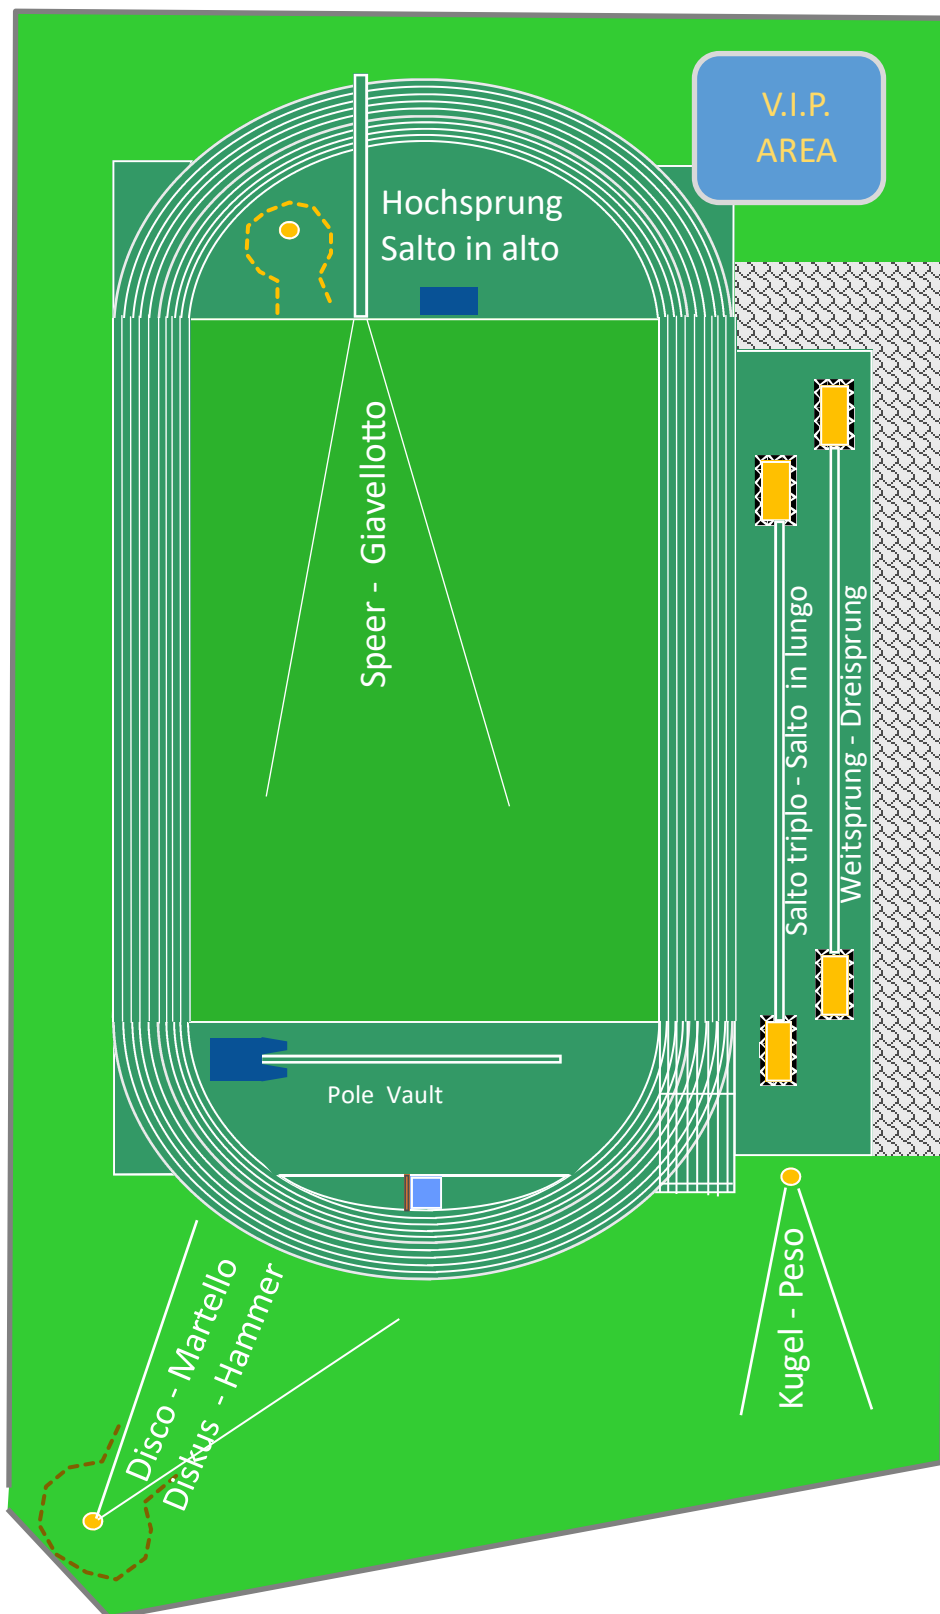 V.I.P.
AREA
Hochsprung
Salto in alto
Speer - Giavellotto
Salto triplo - Salto in lungo
Weitsprung - Dreisprung
Pole Vault
Disco - Martello
Diskus - Hammer
Kugel - Peso